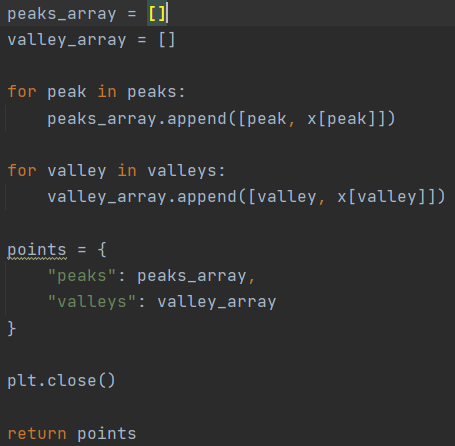 peaks_array = []
valley_array = []
for peak in peaks:
    peaks_array.append([peak, x[peak]])
for valley in valleys:
    valley_array.append([valley, x[valley]])
points = {
    "peaks": peaks_array,
    "valleys": valley_array
}
plt.close()
return points